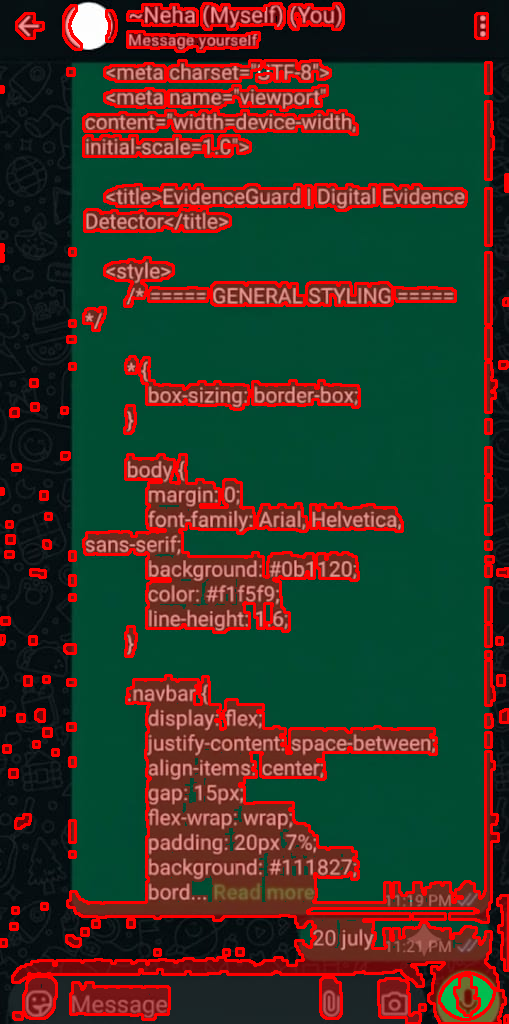 ~Neha (Myself) (You)
Message yourself
<meta charset="UTF-8">
<meta name="viewport"
content="width=device-width,
initial-scale=1.0">
<title>EvidenceGuard | Digital Evidence
Detector</title>
<style>
/* ===== GENERAL STYLING =====
*/
* {
box-sizing: border-box;
}
body {
margin: 0;
font-family: Arial, Helvetica,
sans-serif;
background: #0b1120;
color: #f1f5f9;
line-height: 1.6;
}
.navbar {
display: flex;
justify-content: space-between;
align-items: center;
gap: 15px;
flex-wrap: wrap;
padding: 20px 7%;
background: #111827;
bord... Read more
11:19 PM
20 july
11:21 PM
Message